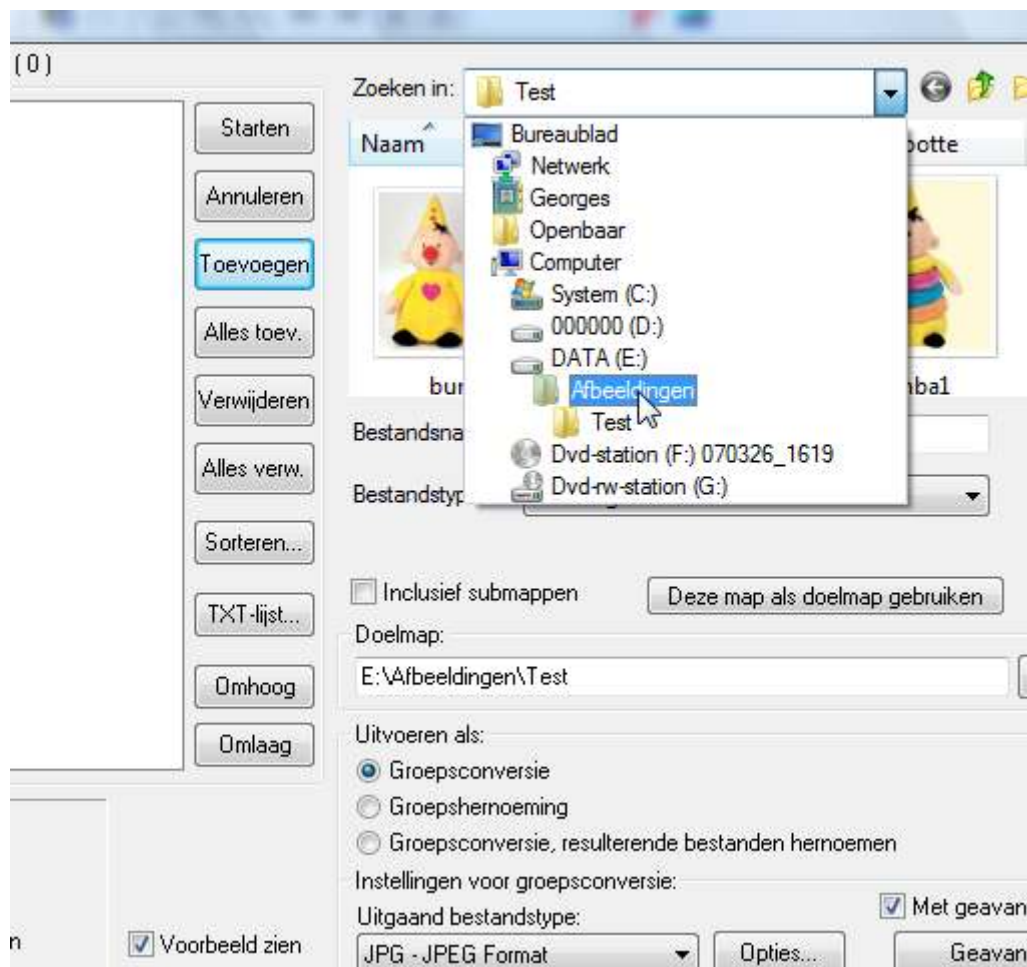 (0)
Zoeken in:
Test
Starten
Naam
Bureaublad
Netwerk
Annuleren
Georges
Openbaar
Toevoegen
Computer
System (C:)
Alles toev.
000000 (D:)
DATA (E:)
Verwijderen
Afbeeldingen
Test
Bestandsna
Alles verw.
Dvd-station (F:) 070326_1619
Bestandstyp
Dvd-rw-station (G:)
Sorteren...
Inclusief submappen
Deze map als doelmap gebruiken
TXT-lijst...
Doelmap:
E:\Afbeeldingen\Test
Omhoog
Omlaag
Uitvoeren als:
Groepsconversie
Groepshernoeming
Groepsconversie, resulterende bestanden hernoemen
Instellingen voor groepsconversie:
Met geavan
Uitgaand bestandstype:
Voorbeeld zien
JPG - JPEG Format
Opties...
Geavan